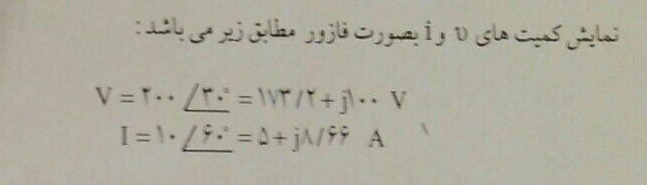 نمایش کمیت های υ و i بصورت فازور مطابق زیر می باشد:
V = ۲۰۰ /۳۰° = ۱۷۳/۲ + j۱۰۰ V
I = ۱۰ /۶۰° = ۵ + j۸/۶۶ A